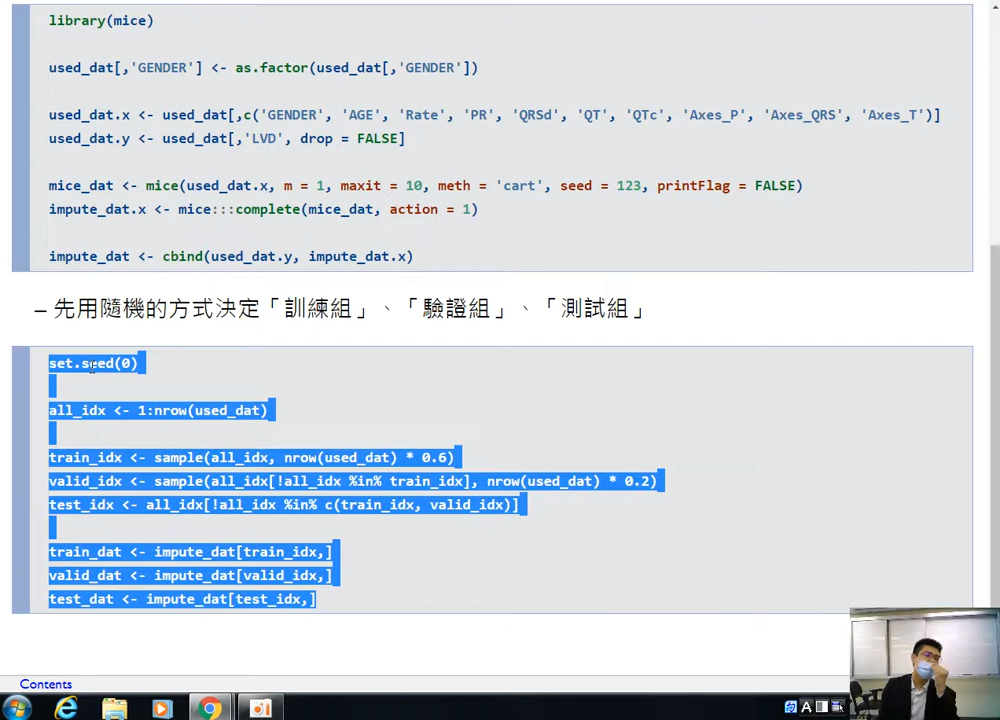 library(mice)
used_dat[,'GENDER'] <- as.factor(used_dat[,'GENDER'])
used_dat.x <- used_dat[,c('GENDER', 'AGE', 'Rate', 'PR', 'QRSd', 'QT', 'QTc', 'Axes_P', 'Axes_QRS', 'Axes_T')]
used_dat.y <- used_dat[,'LVD', drop = FALSE]
mice_dat <- mice(used_dat.x, m = 1, maxit = 10, meth = 'cart', seed = 123, printFlag = FALSE)
impute_dat.x <- mice:::complete(mice_dat, action = 1)
impute_dat <- cbind(used_dat.y, impute_dat.x)
– 先用隨機的方式決定「訓練組」、「驗證組」、「測試組」
set.seed(0)
all_idx <- 1:nrow(used_dat)
train_idx <- sample(all_idx, nrow(used_dat) * 0.6)
valid_idx <- sample(all_idx[!all_idx %in% train_idx], nrow(used_dat) * 0.2)
test_idx <- all_idx[!all_idx %in% c(train_idx, valid_idx)]
train_dat <- impute_dat[train_idx,]
valid_dat <- impute_dat[valid_idx,]
test_dat <- impute_dat[test_idx,]
Contents
A